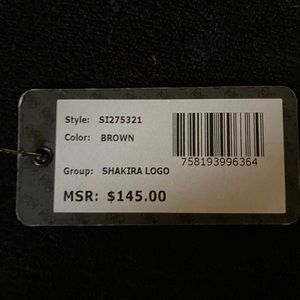 Style: SI275321
Color: BROWN
758193996364
Group: SHAKIRA LOGO
MSR: $145.00